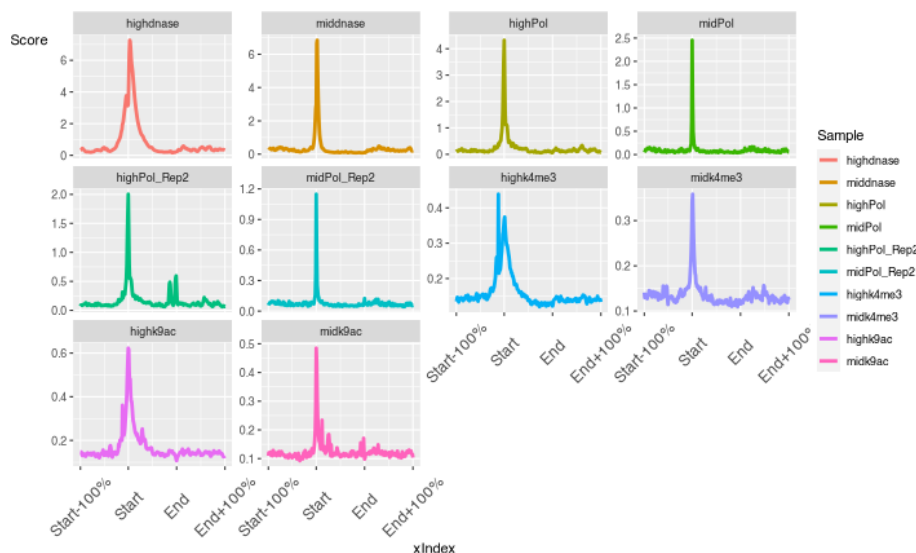 highdnase
middnase
highPol
midPol
Score
6
4
2
0
6
4
2
0
4
3
2
1
0
2.5
2.0
1.5
1.0
0.5
0.0
highPol_Rep2
midPol_Rep2
highk4me3
midk4me3
2.0
1.5
1.0
0.5
0.0
1.2
0.9
0.6
0.3
0.0
0.4
0.3
0.2
0.3
0.2
0.1
highk9ac
midk9ac
0.6
0.4
0.2
0.5
0.4
0.3
0.2
0.1
Start-100%
Start
End
End+100%
Start-100%
Start
End
End+100%
Start-100%
Start
End
End+100%
Start-100%
Start
End
End+100°
xIndex
Sample
highdnase
middnase
highPol
midPol
highPol_Rep2
midPol_Rep2
highk4me3
midk4me3
highk9ac
midk9ac